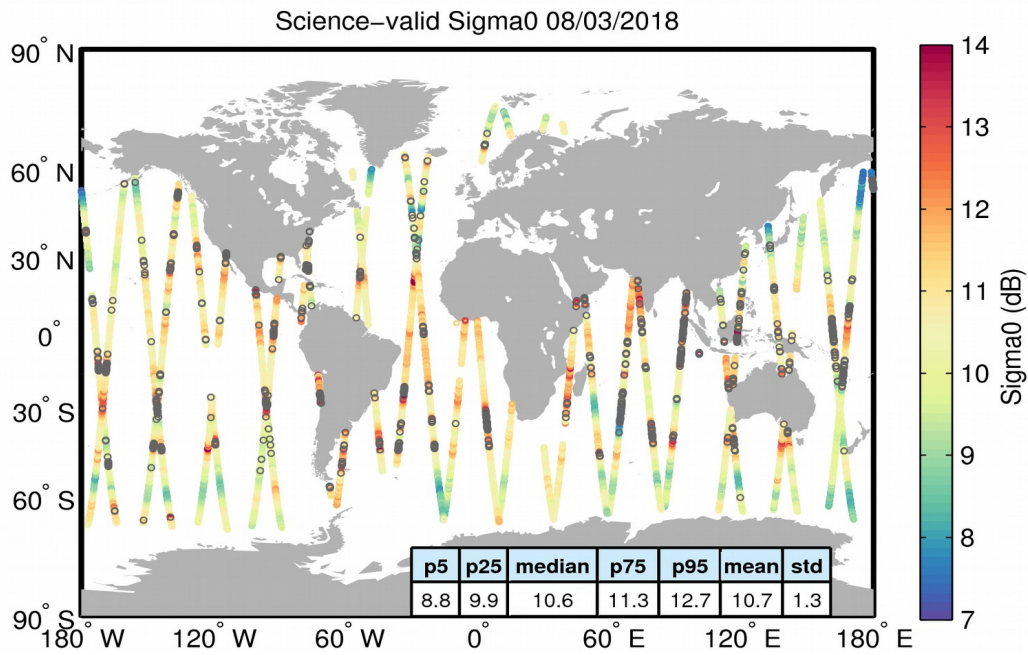 Science−valid Sigma0 08/03/2018
90° N
60° N
30° N
0°
30° S
60° S
90° S
180° W
120° W
60° W
0°
60° E
120° E
180° E
14
13
12
11
10
9
8
7
Sigma0 (dB)
p5 p25 median p75 p95 mean std
8.8 9.9 10.6 11.3 12.7 10.7 1.3